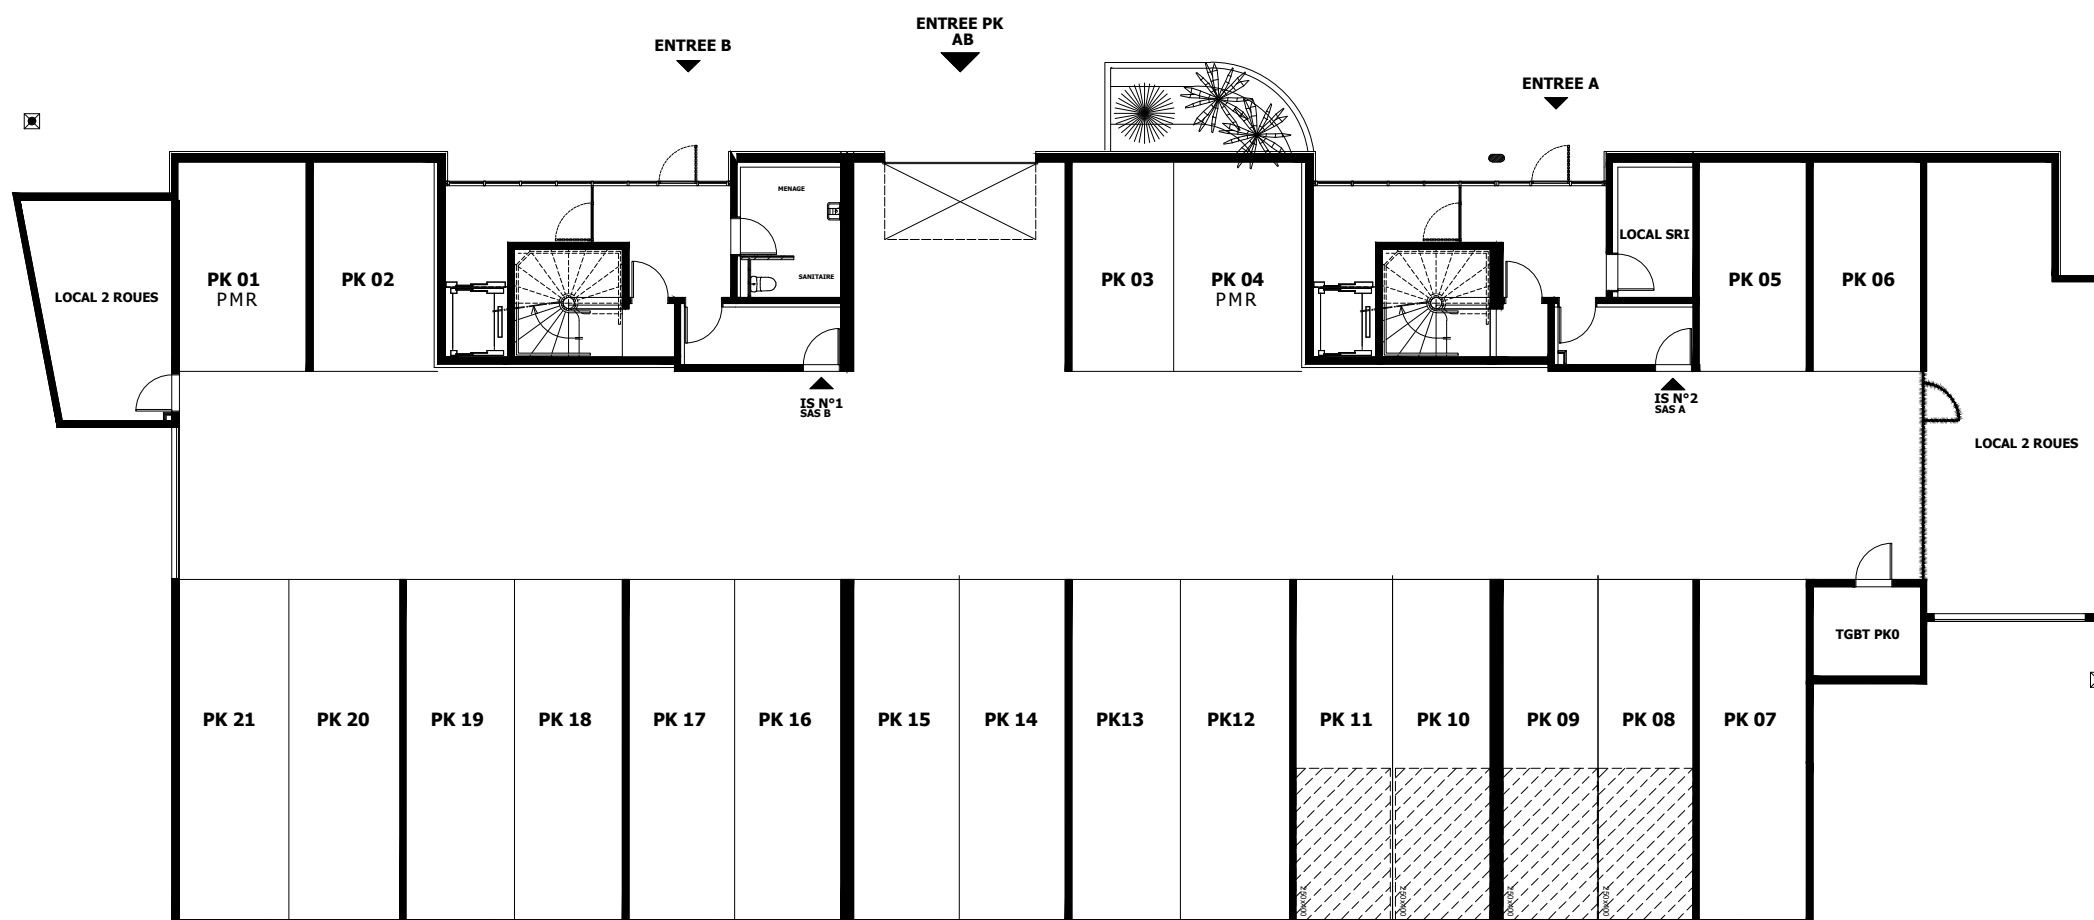 ENTREE PK
AB
ENTREE B
ENTREE A
MENAGE
LOCAL SRI
SANITAIRE
PK 01
PMR
PK 02
PK 03
PK 04
PMR
PK 05
PK 06
LOCAL 2 ROUES
IS N°1
SAS B
IS N°2
SAS A
LOCAL 2 ROUES
TGBT PK0
PK 21
PK 20
PK 19
PK 18
PK 17
PK 16
PK 15
PK 14
PK13
PK12
PK 11
PK 10
PK 09
PK 08
PK 07